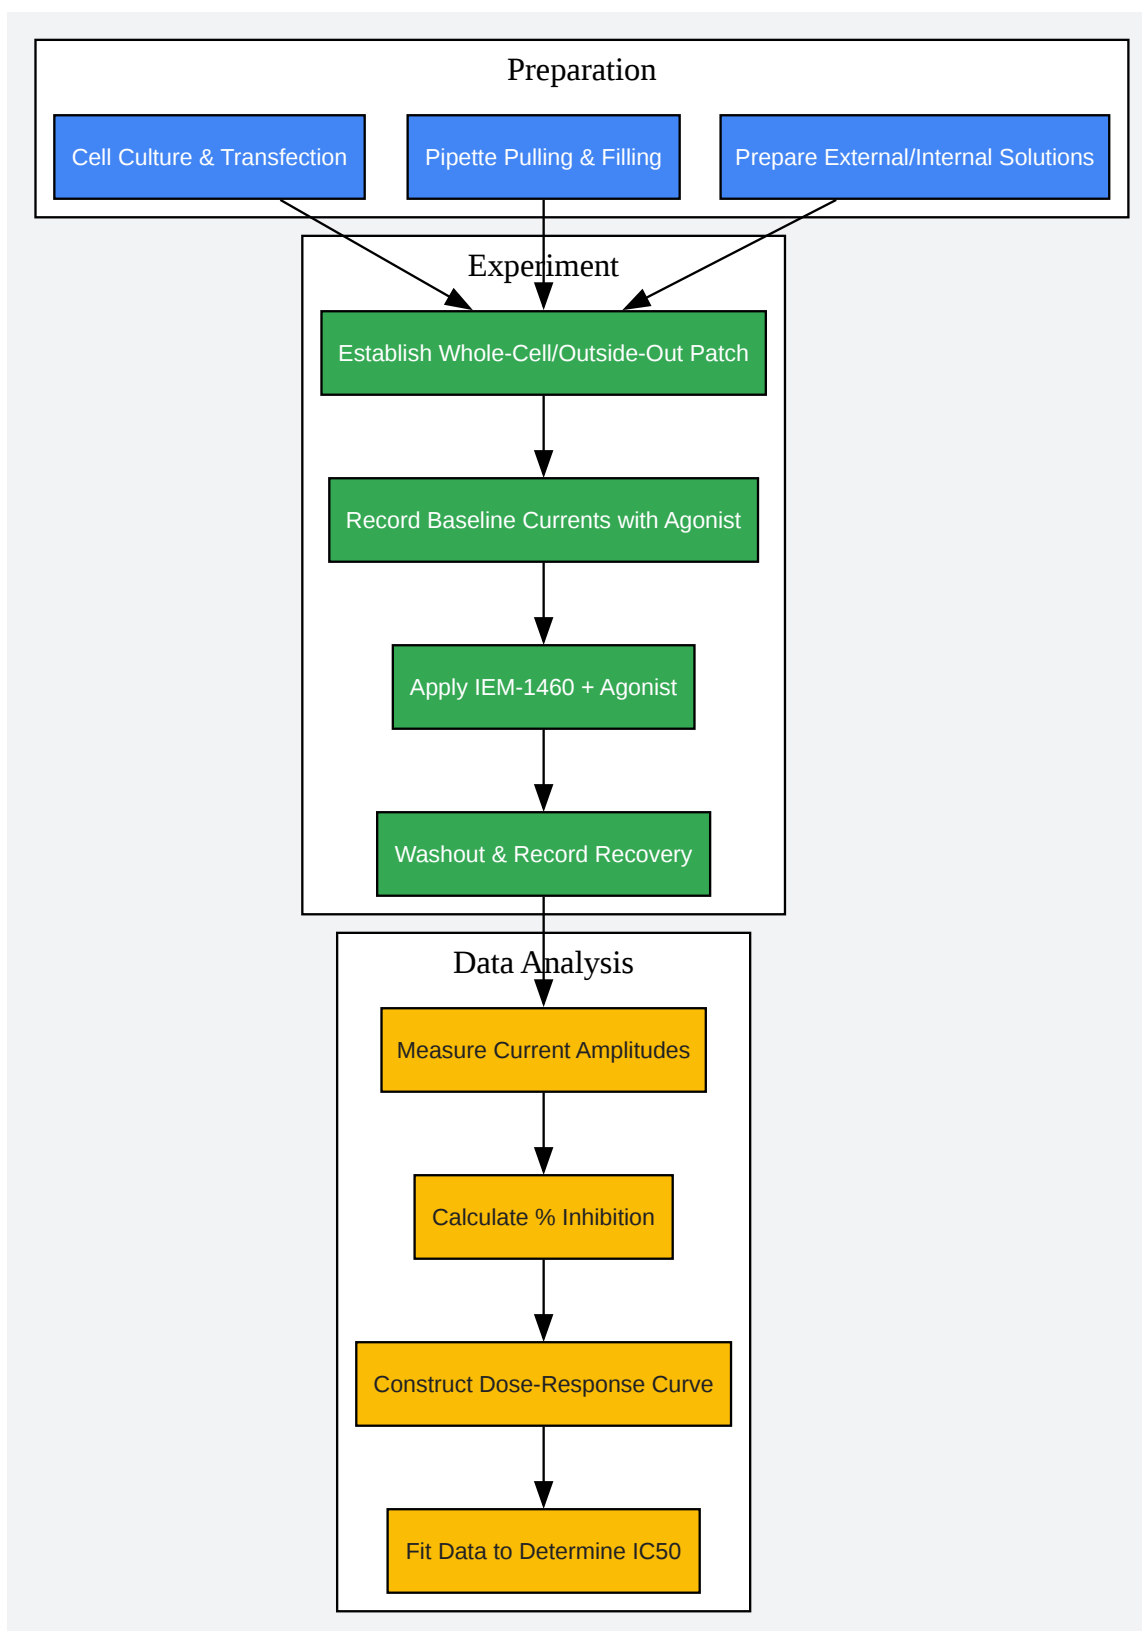 Preparation
Cell Culture & Transfection
Pipette Pulling & Filling
Prepare External/Internal Solutions
Experiment
Establish Whole-Cell/Outside-Out Patch
Record Baseline Currents with Agonist
Apply IEM-1460 + Agonist
Washout & Record Recovery
Data Analysis
Measure Current Amplitudes
Calculate % Inhibition
Construct Dose-Response Curve
Fit Data to Determine IC50